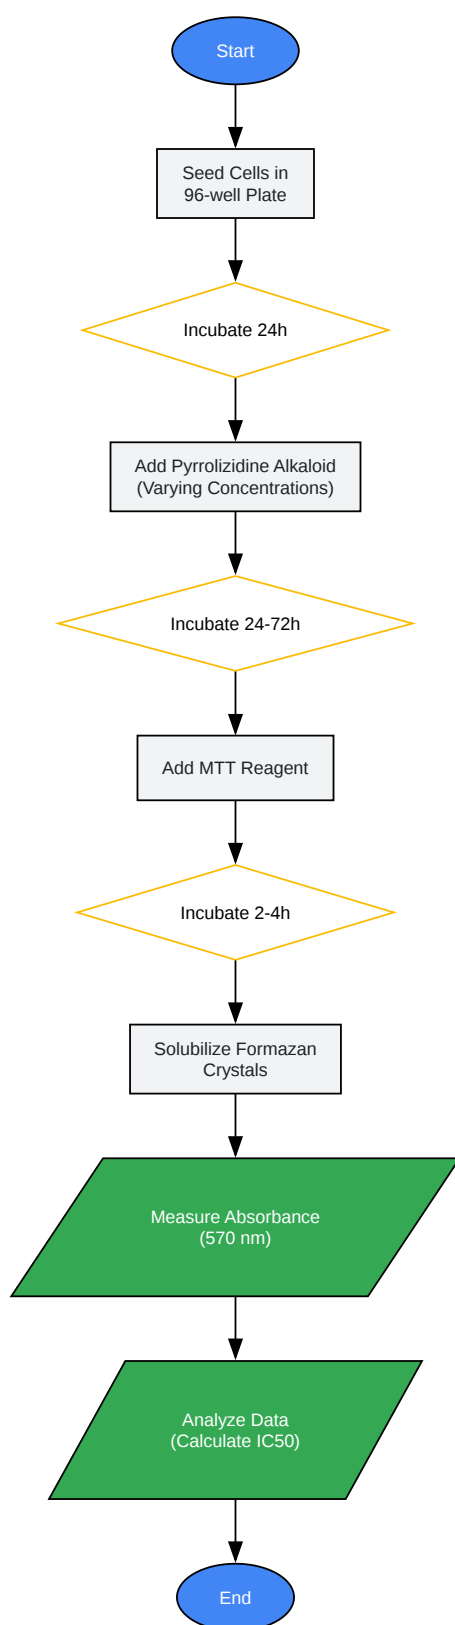 Start
Seed Cells in
96-well Plate
Incubate 24h
Add Pyrrolizidine Alkaloid
(Varying Concentrations)
Incubate 24-72h
Add MTT Reagent
Incubate 2-4h
Solubilize Formazan
Crystals
Measure Absorbance
(570 nm)
Analyze Data
(Calculate IC50)
End